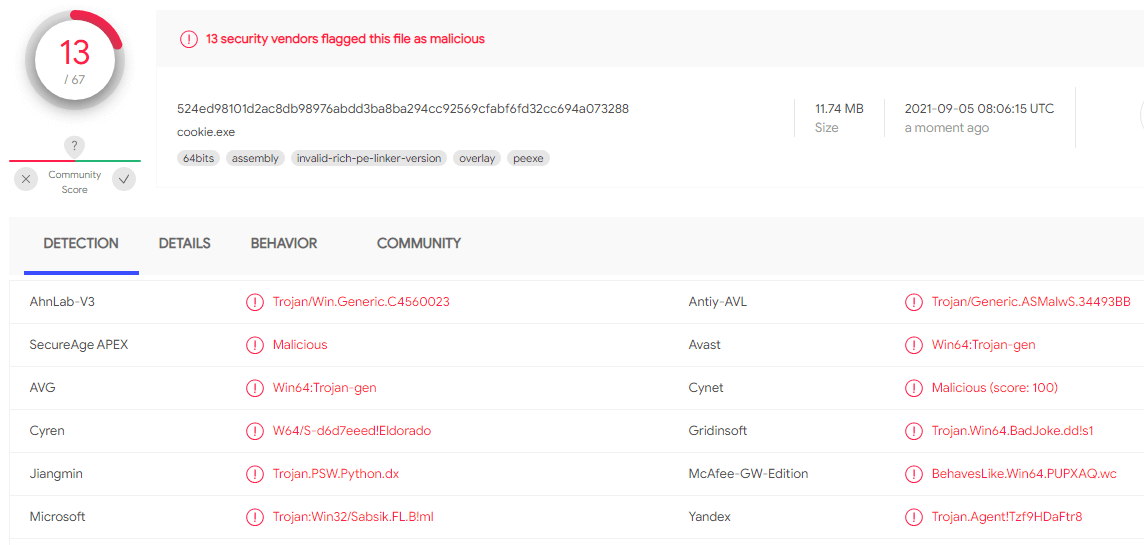 13
/ 67
?
Community
Score
13 security vendors flagged this file as malicious
524ed98101d2ac8db98976abdd3ba8ba294cc92569cfabf6fd32cc694a073288
cookie.exe
64bits assembly invalid-rich-pe-linker-version overlay peexe
11.74 MB
Size
2021-09-05 08:06:15 UTC
a moment ago
DETECTION DETAILS BEHAVIOR COMMUNITY
AhnLab-V3 Trojan/Win.Generic.C4560023 Antiy-AVL Trojan/Generic.ASMalwS.34493BB
SecureAge APEX Malicious Avast Win64:Trojan-gen
AVG Win64:Trojan-gen Cynet Malicious (score: 100)
Cyren W64/S-d6d7eeed!Eldorado Gridinsoft Trojan.Win64.BadJoke.dd!s1
Jiangmin Trojan.PSW.Python.dx McAfee-GW-Edition BehavesLike.Win64.PUPXAQ.wc
Microsoft Trojan:Win32/Sabsik.FL.B!ml Yandex Trojan.Agent!Tzf9HDaFtr8